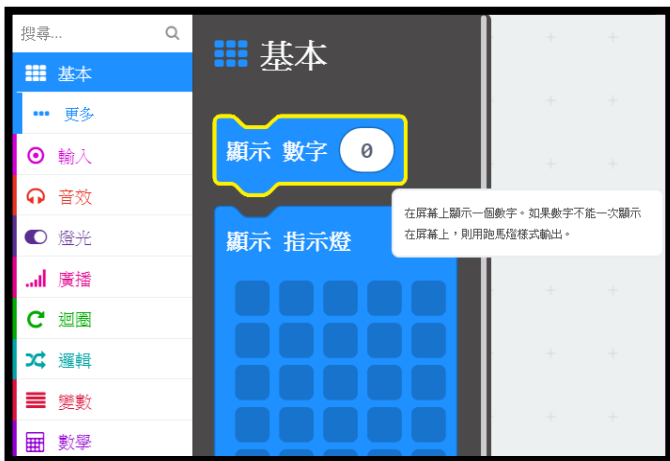 搜尋...
基本
更多
輸入
音效
燈光
廣播
迴圈
邏輯
變數
數學
基本
顯示 數字 0
在屏幕上顯示一個數字。如果數字不能一次顯示
在屏幕上，則用跑馬燈樣式輸出。
顯示 指示燈